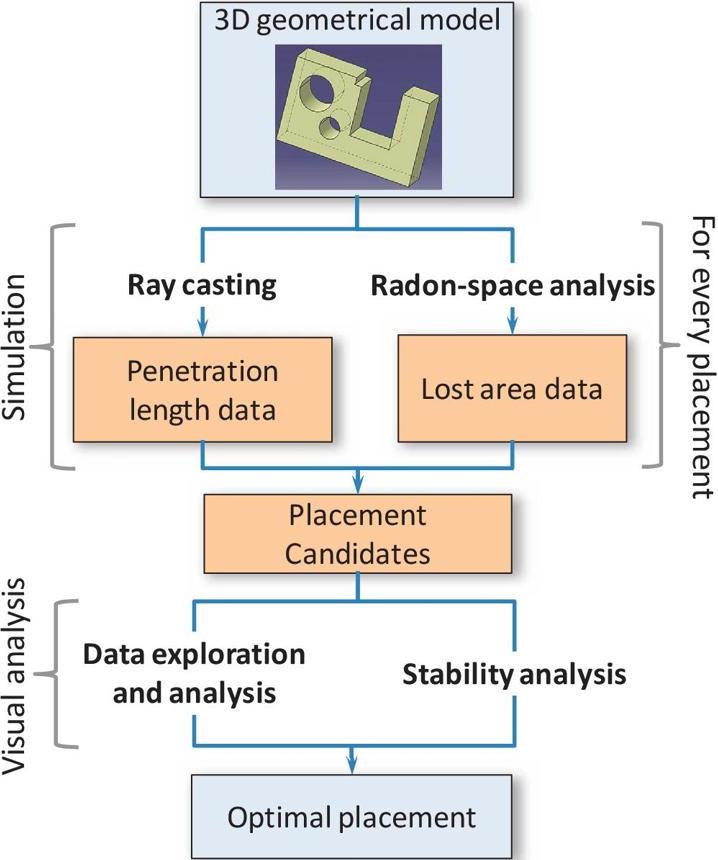 3D geometrical model
Simulation
For every placement
Ray casting
Radon-space analysis
Penetration
length data
Lost area data
Placement
Candidates
Visual analysis
Data exploration
and analysis
Stability analysis
Optimal placement